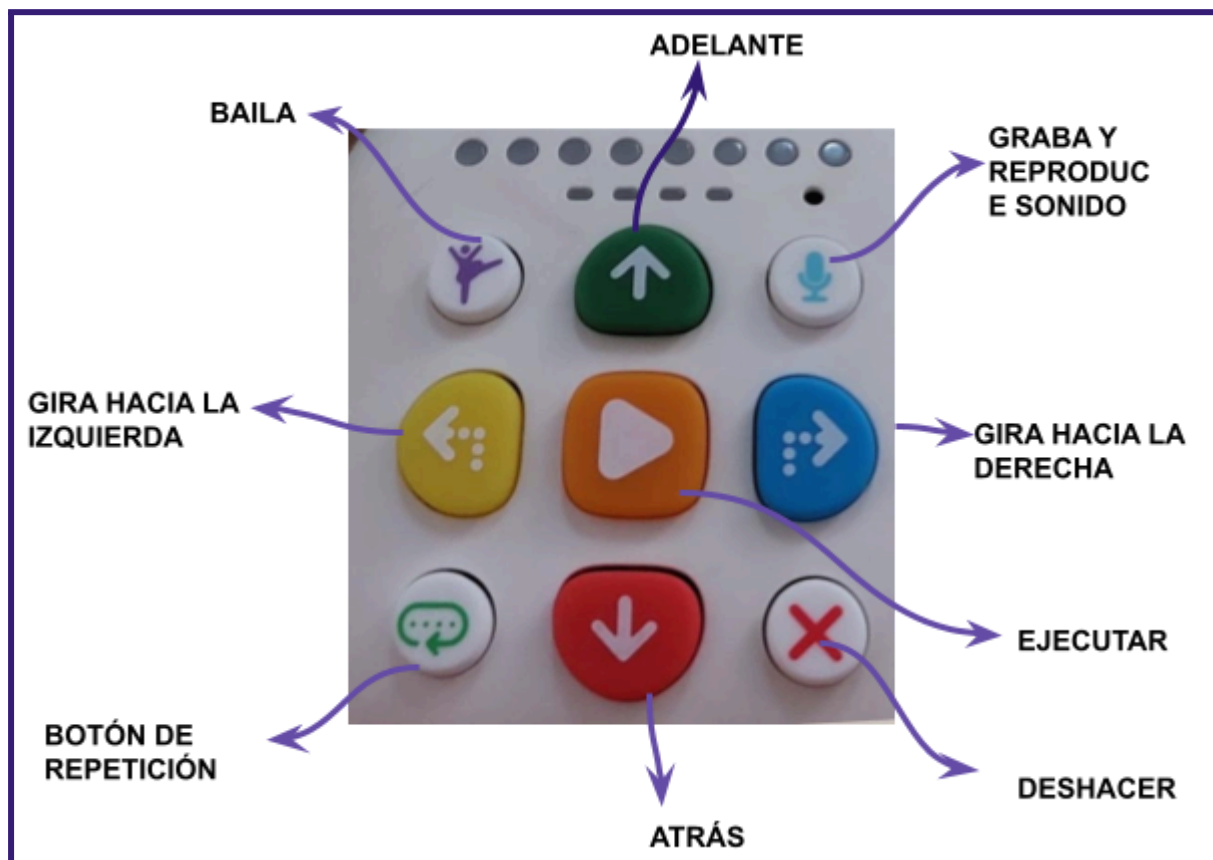 ADELANTE
BAILA
GRABA Y
REPRODUC
E SONIDO
GIRA HACIA LA
IZQUIERDA
GIRA HACIA LA
DERECHA
EJECUTAR
BOTÓN DE
REPETICIÓN
DESHACER
ATRÁS